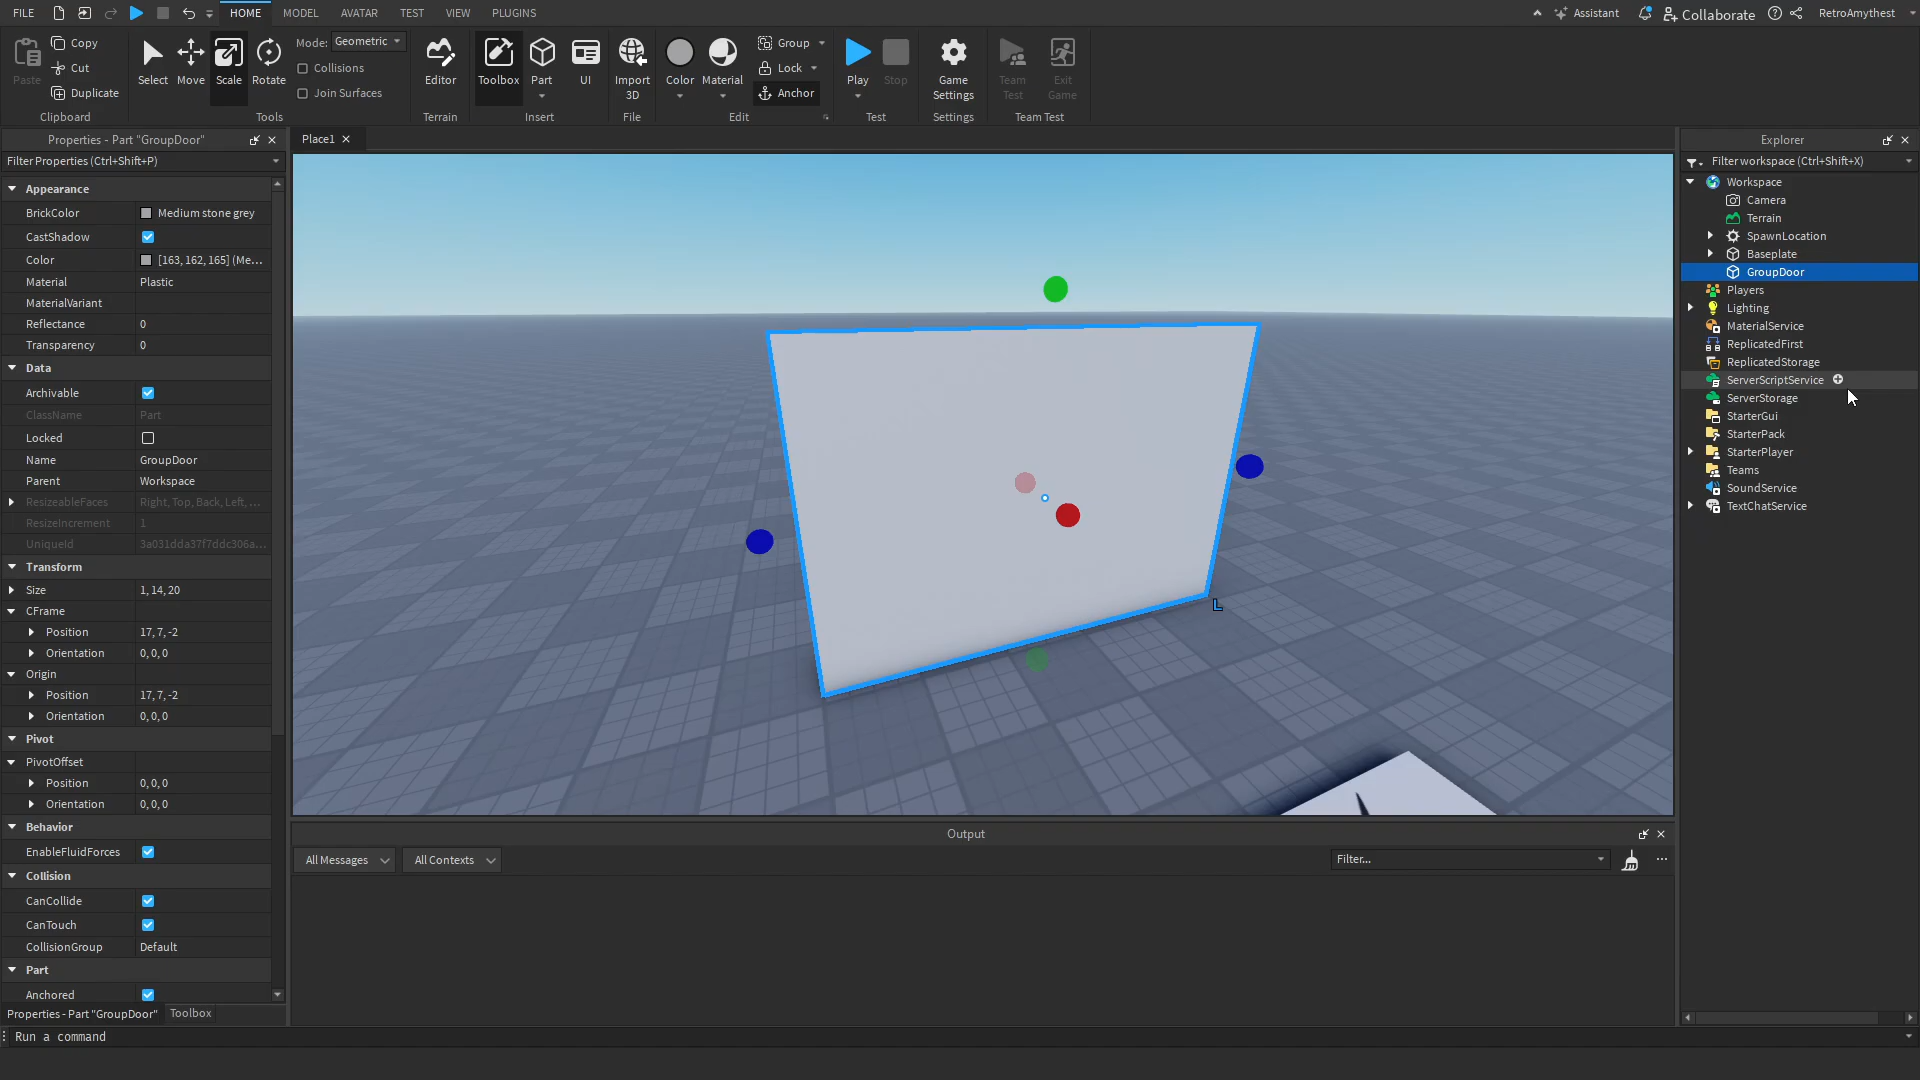 FILE HOME MODEL AVATAR TEST VIEW PLUGINS Assistant Collaborate RetroAmythest
Paste Copy Cut Duplicate
Clipboard
Select Move Scale Rotate
Mode: Geometric
Collisions
Join Surfaces
Tools
Editor
Terrain
Toolbox Part UI
Insert
Import
3D
File
Color Material
Group
Lock
Anchor
Edit
Play Stop
Test
Game
Settings
Settings
Team
Test
Exit
Game
Team Test
Properties - Part "GroupDoor"
Filter Properties (Ctrl+Shift+P)
Appearance
BrickColor Medium stone grey
CastShadow
Color [163, 162, 165] (Me...
Material Plastic
MaterialVariant
Reflectance 0
Transparency 0
Data
Archivable
ClassName Part
Locked
Name GroupDoor
Parent Workspace
ResizeableFaces Right, Top, Back, Left, ...
ResizeIncrement 1
UniqueId 3a031dda37f7ddc306a...
Transform
Size 1, 14, 20
CFrame
Position 17, 7, -2
Orientation 0, 0, 0
Origin
Position 17, 7, -2
Orientation 0, 0, 0
Pivot
PivotOffset
Position 0, 0, 0
Orientation 0, 0, 0
Behavior
EnableFluidForces
Collision
CanCollide
CanTouch
CollisionGroup Default
Part
Anchored
Properties - Part "GroupDoor" Toolbox
Run a command
Place1
L
Output
All Messages All Contexts Filter...
Explorer
Filter workspace (Ctrl+Shift+X)
Workspace
Camera
Terrain
SpawnLocation
Baseplate
GroupDoor
Players
Lighting
MaterialService
ReplicatedFirst
ReplicatedStorage
ServerScriptService
ServerStorage
StarterGui
StarterPack
StarterPlayer
Teams
SoundService
TextChatService